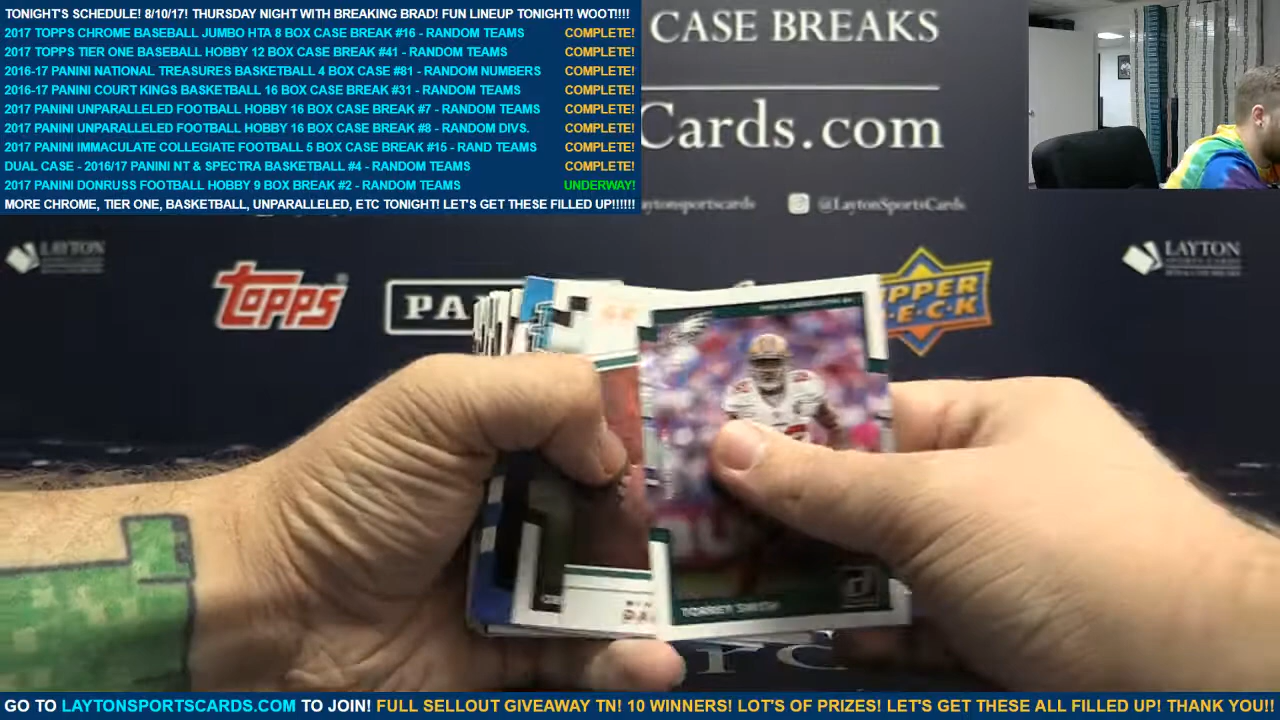 TONIGHT'S SCHEDULE! 8/10/17! THURSDAY NIGHT WITH BREAKING BRAD! FUN LINEUP TONIGHT! WOOT!!!!
2017 TOPPS CHROME BASEBALL JUMBO HTA 8 BOX CASE BREAK #16 - RANDOM TEAMS COMPLETE!
2017 TOPPS TIER ONE BASEBALL HOBBY 12 BOX CASE BREAK #41 - RANDOM TEAMS COMPLETE!
2016-17 PANINI NATIONAL TREASURES BASKETBALL 4 BOX CASE #81 - RANDOM NUMBERS COMPLETE!
2016-17 PANINI COURT KINGS BASKETBALL 16 BOX CASE BREAK #31 - RANDOM TEAMS COMPLETE!
2017 PANINI UNPARALLELED FOOTBALL HOBBY 16 BOX CASE BREAK #7 - RANDOM TEAMS COMPLETE!
2017 PANINI UNPARALLELED FOOTBALL HOBBY 16 BOX CASE BREAK #8 - RANDOM DIVS. COMPLETE!
2017 PANINI IMMACULATE COLLEGIATE FOOTBALL 5 BOX CASE BREAK #15 - RAND TEAMS COMPLETE!
DUAL CASE - 2016/17 PANINI NT & SPECTRA BASKETBALL #4 - RANDOM TEAMS COMPLETE!
2017 PANINI DONRUSS FOOTBALL HOBBY 9 BOX BREAK #2 - RANDOM TEAMS UNDERWAY!
MORE CHROME, TIER ONE, BASKETBALL, UNPARALLELED, ETC TONIGHT! LET'S GET THESE FILLED UP!!!!!!
CASE BREAKS
Cards.com
aytonsportscards @LaytonSportsCards
LAYTON
LAYTON
TOPPS PA PPER
ECK
TORREY SMITH
GO TO LAYTONSPORTSCARDS.COM TO JOIN! FULL SELLOUT GIVEAWAY TN! 10 WINNERS! LOT'S OF PRIZES! LET'S GET THESE ALL FILLED UP! THANK YOU!!